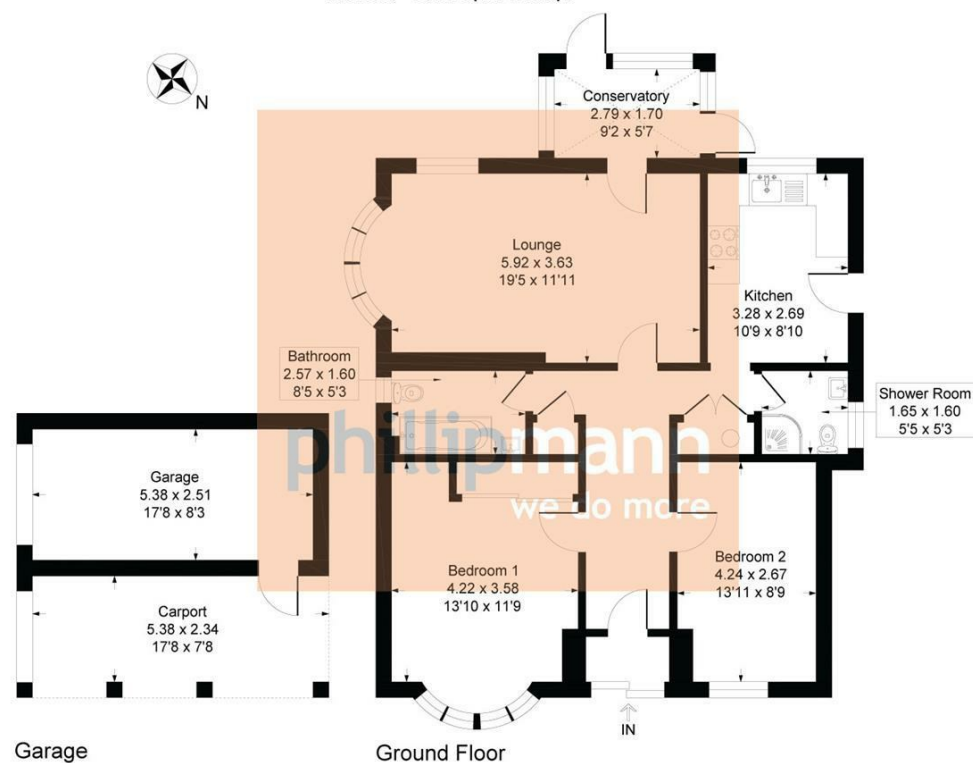 N
Conservatory
2.79 x 1.70
9'2 x 5'7
Lounge
5.92 x 3.63
19'5 x 11'11
Kitchen
3.28 x 2.69
10'9 x 8'10
Bathroom
2.57 x 1.60
8'5 x 5'3
Shower Room
1.65 x 1.60
5'5 x 5'3
phillipmann
we do more
Garage
5.38 x 2.51
17'8 x 8'3
Bedroom 1
4.22 x 3.58
13'10 x 11'9
Bedroom 2
4.24 x 2.67
13'11 x 8'9
Carport
5.38 x 2.34
17'8 x 7'8
IN
Garage
Ground Floor